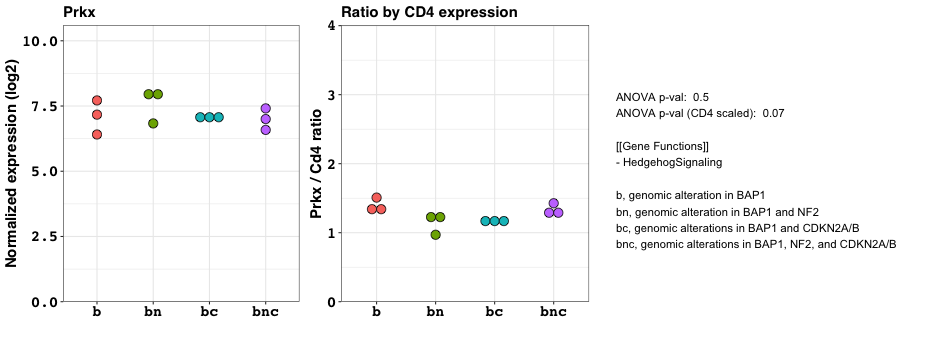 Prkx
Normalized expression (log2)
10.0
7.5
5.0
2.5
0.0
b bn bc bnc
Ratio by CD4 expression
Prkx / Cd4 ratio
4
3
2
1
0
b bn bc bnc
ANOVA p-val: 0.5
ANOVA p-val (CD4 scaled): 0.07
[[Gene Functions]]
- HedgehogSignaling
b, genomic alteration in BAP1
bn, genomic alteration in BAP1 and NF2
bc, genomic alterations in BAP1 and CDKN2A/B
bnc, genomic alterations in BAP1, NF2, and CDKN2A/B